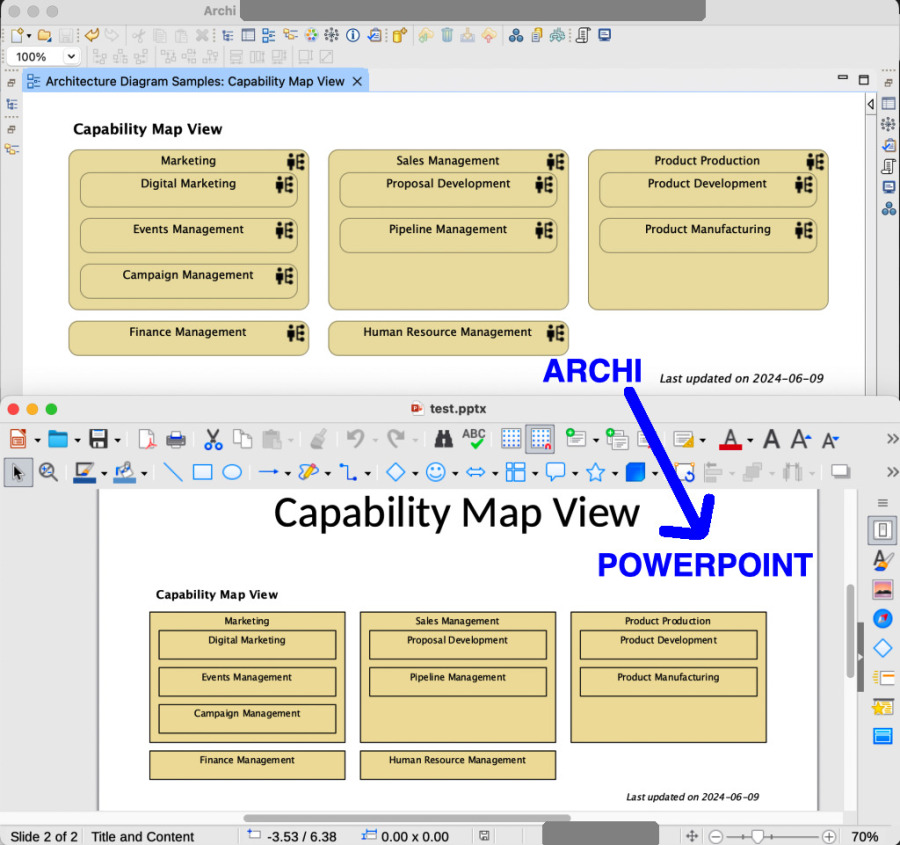 Archi
100%
Architecture Diagram Samples: Capability Map View
Capability Map View
Marketing
Digital Marketing
Events Management
Campaign Management
Sales Management
Proposal Development
Pipeline Management
Product Production
Product Development
Product Manufacturing
Finance Management
Human Resource Management
ARCHI
Last updated on 2024-06-09
test.pptx
ABC
A A A A
Capability Map View
POWERPOINT
Capability Map View
Marketing
Digital Marketing
Events Management
Campaign Management
Sales Management
Proposal Development
Pipeline Management
Product Production
Product Development
Product Manufacturing
Finance Management
Human Resource Management
Last updated on 2024-06-09
Slide 2 of 2 Title and Content -3.53 / 6.38 0.00 x 0.00 70%